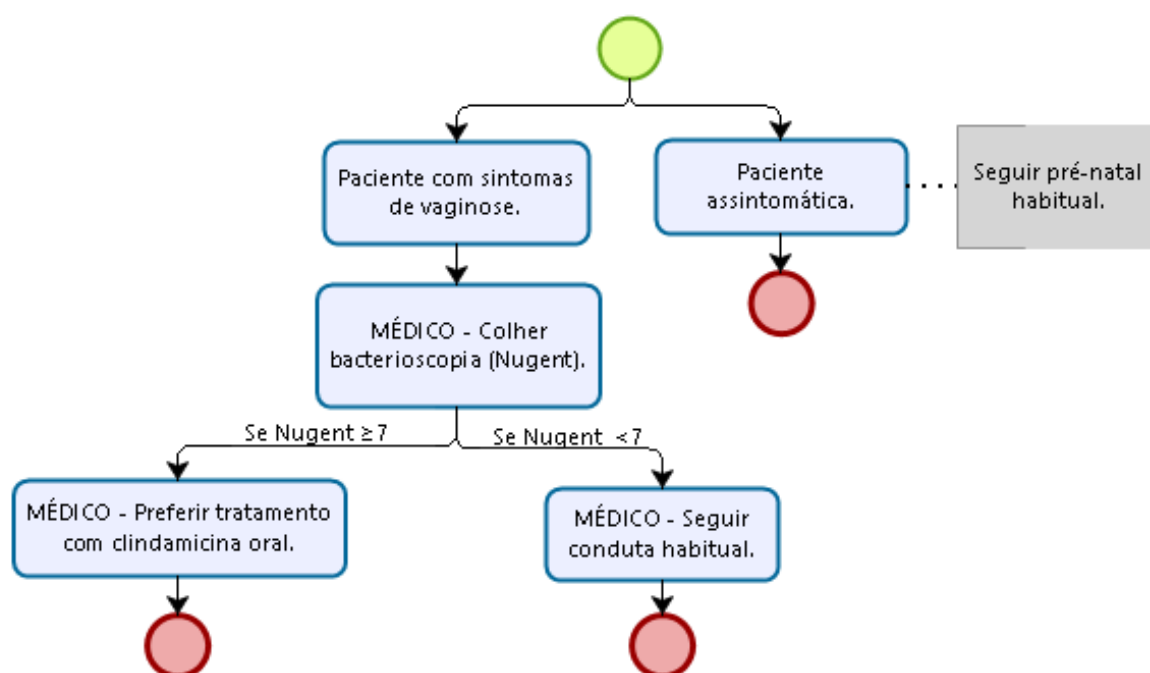 Paciente com sintomas
de vaginose.
Paciente
assintomática.
Seguir pré-natal
habitual.
MÉDICO - Colher
bacterioscopia (Nugent).
Se Nugent ≥7
Se Nugent <7
MÉDICO - Preferir tratamento
com clindamicina oral.
MÉDICO - Seguir
conduta habitual.